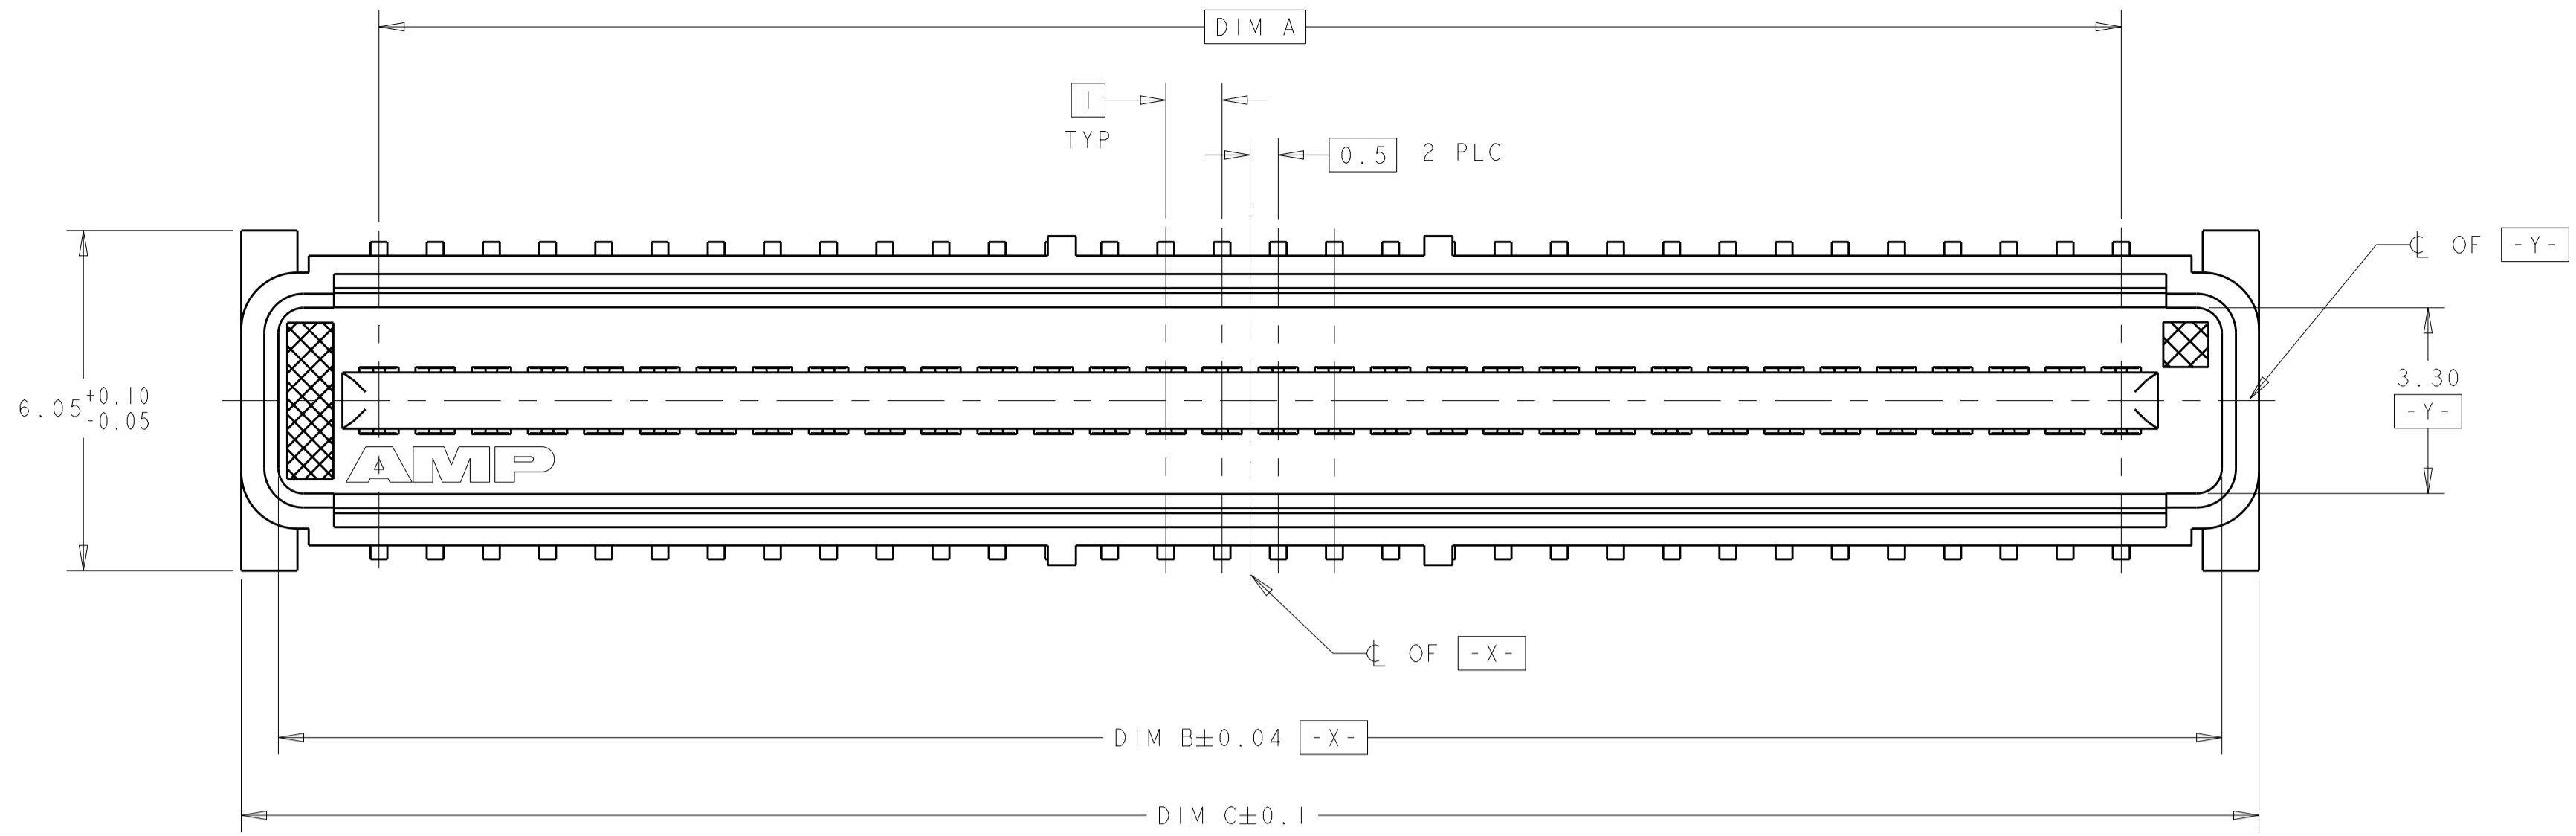 DIM A
1
TYP
0.5 2 PLC
℄ OF -Y-
6.05 +0.10 -0.05
3.30
-Y-
AMP
℄ OF -X-
DIM B±0.04 -X-
DIM C±0.1